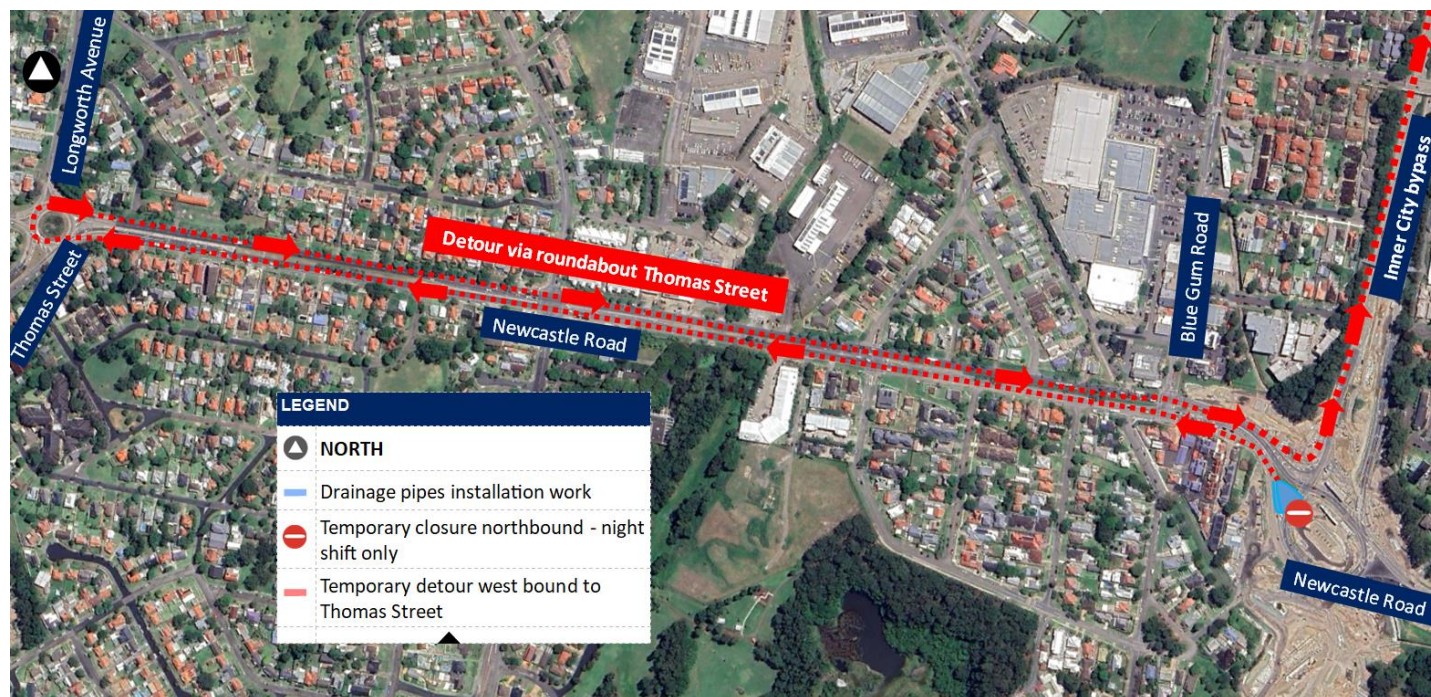 Longworth Avenue
Thomas Street
Detour via roundabout Thomas Street
Newcastle Road
Blue Gum Road
Inner City bypass
Newcastle Road
LEGEND
NORTH
Drainage pipes installation work
Temporary closure northbound - night
shift only
Temporary detour west bound to
Thomas Street